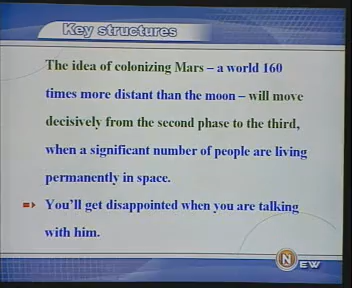 Key structures
The idea of colonizing Mars – a world 160
times more distant than the moon – will move
decisively from the second phase to the third,
when a significant number of people are living
permanently in space.
You'll get disappointed when you are talking
with him.
NEW